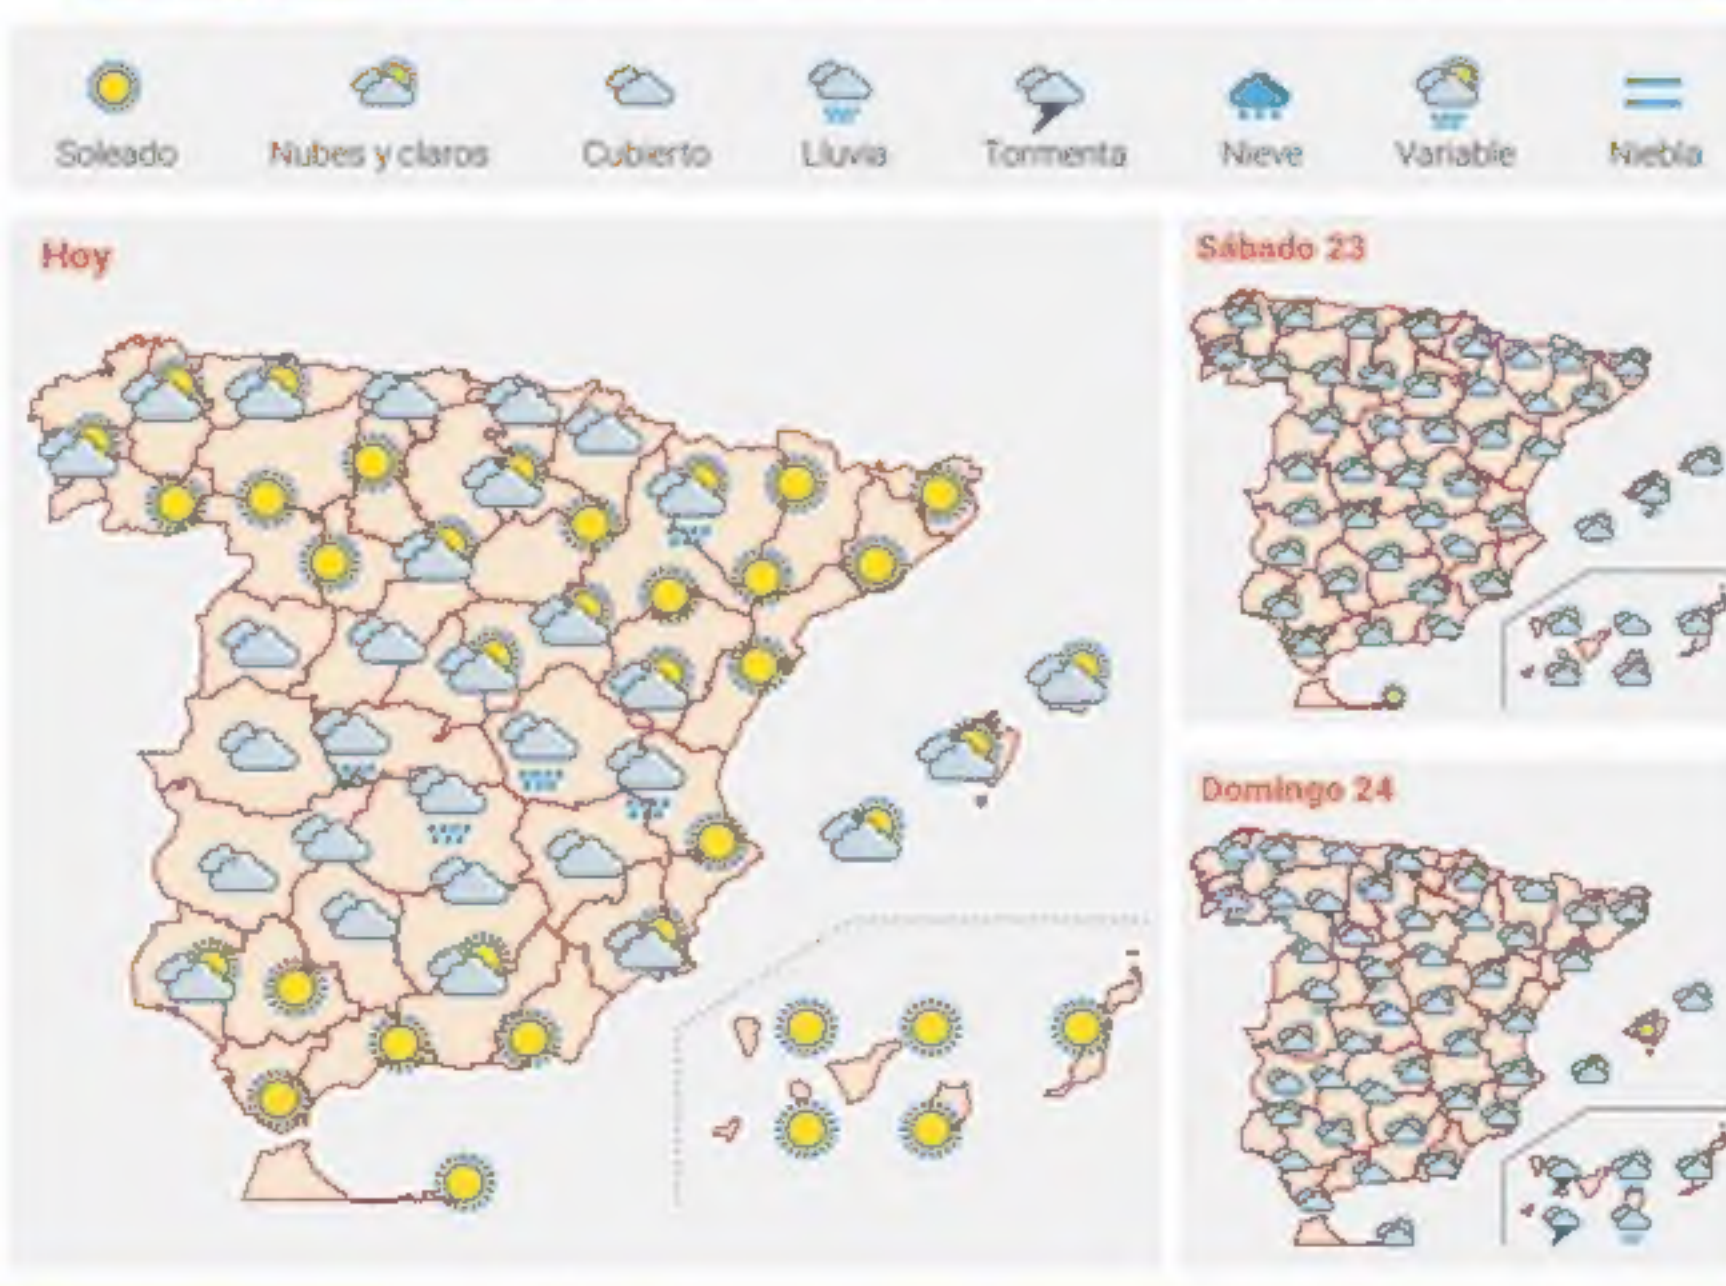 Soleado Nubes y claros Cubierto Lluvia Tormenta Nieve Variable Niebla
Hoy
Sábado 23
Domingo 24